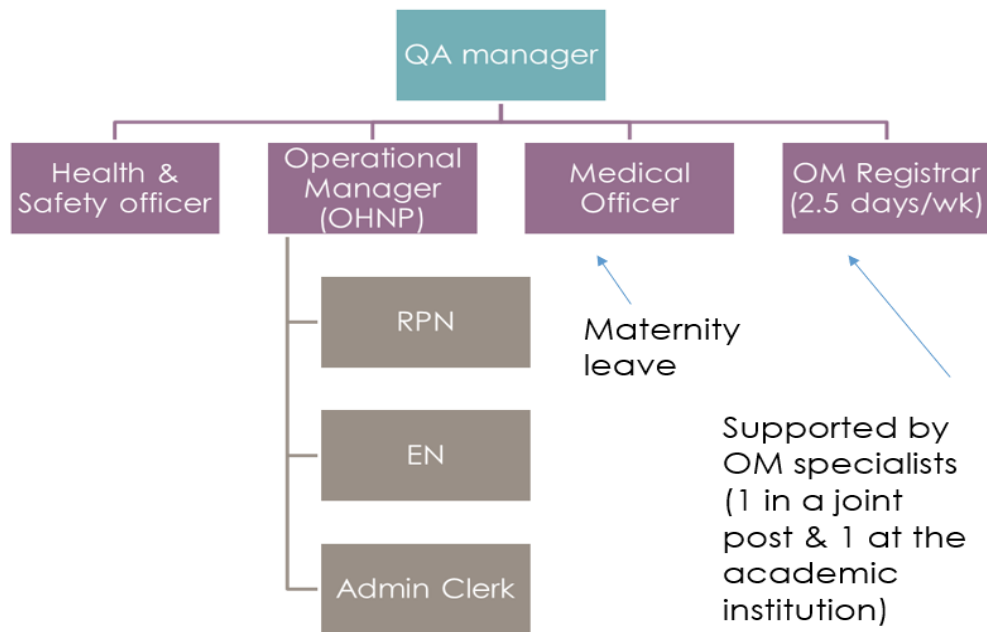 QA manager
Health &
Safety officer
Operational
Manager
(OHNP)
Medical
Officer
OM Registrar
(2.5 days/wk)
RPN
EN
Admin Clerk
Maternity
leave
Supported by
OM specialists
(1 in a joint
post & 1 at the
academic
institution)